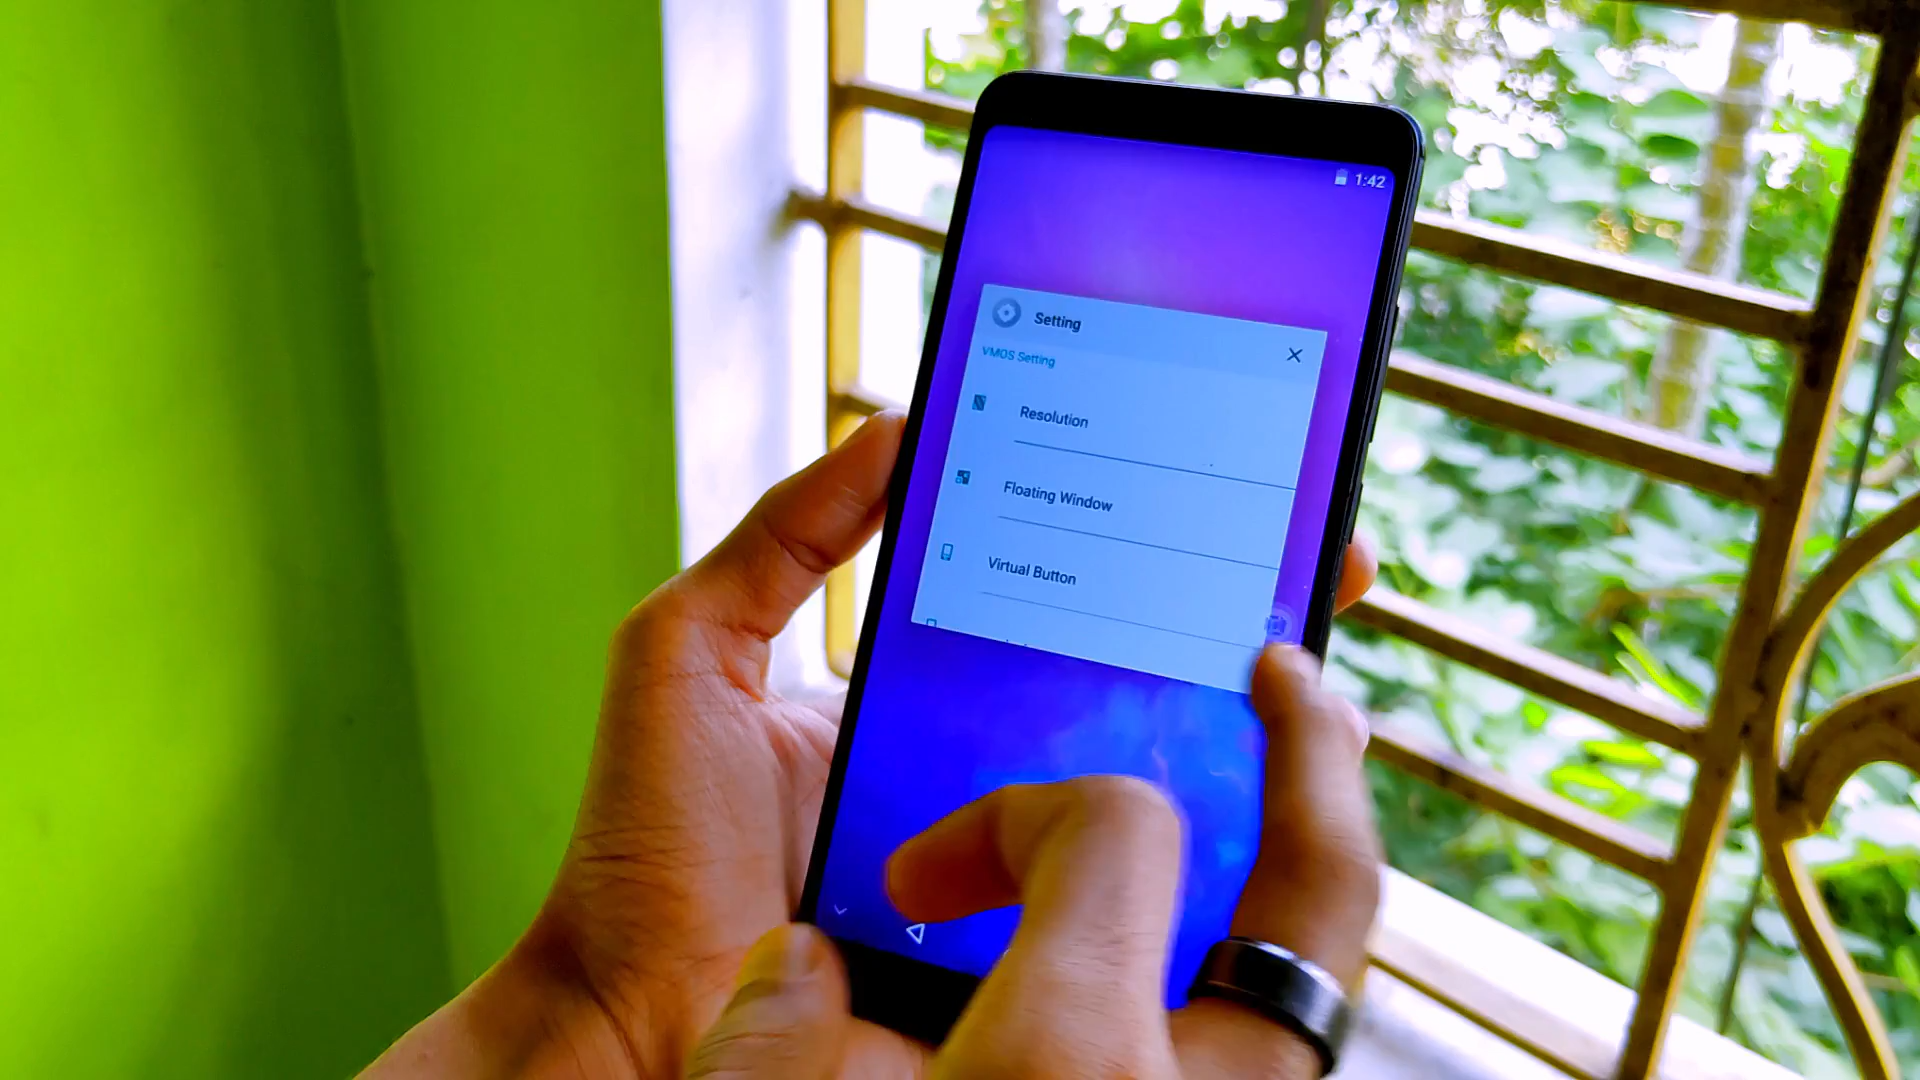 1:42
Setting
VMOS Setting
Resolution
Floating Window
Virtual Button